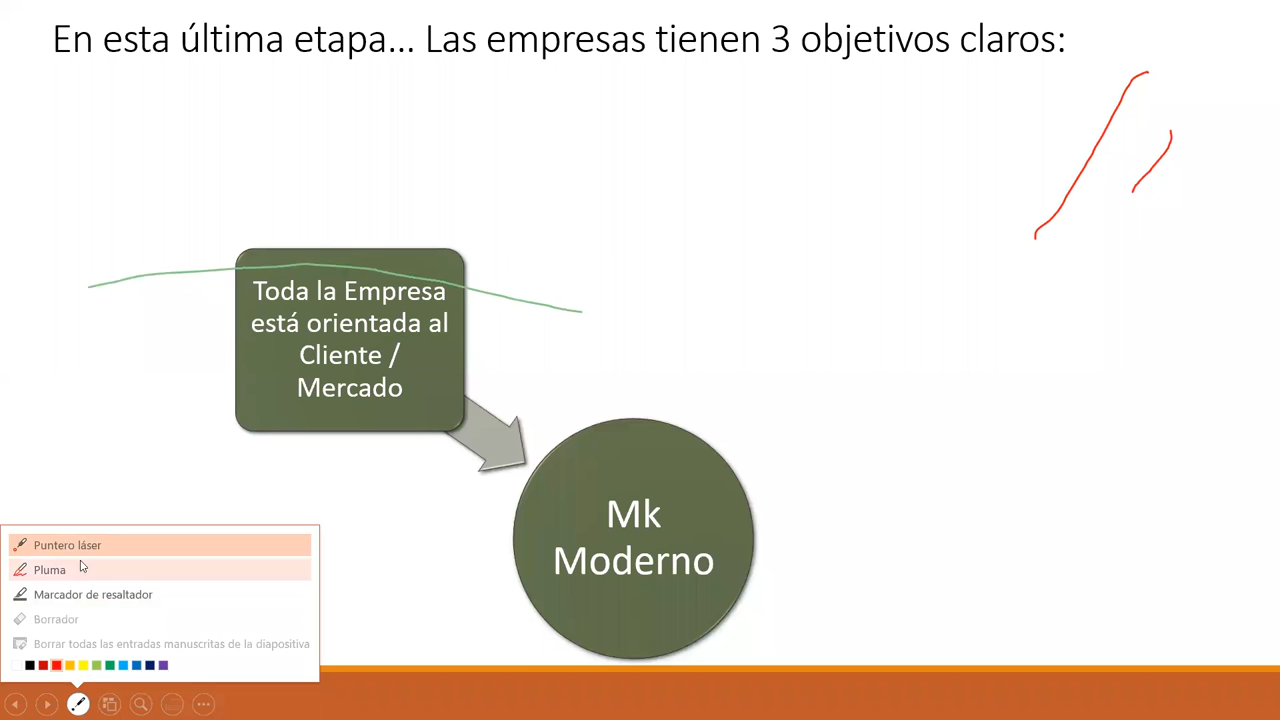 En esta última etapa... Las empresas tienen 3 objetivos claros:
Toda la Empresa
está orientada al
Cliente /
Mercado
Mk
Moderno
Puntero láser
Pluma
Marcador de resaltador
Borrador
Borrar todas las entradas manuscritas de la diapositiva